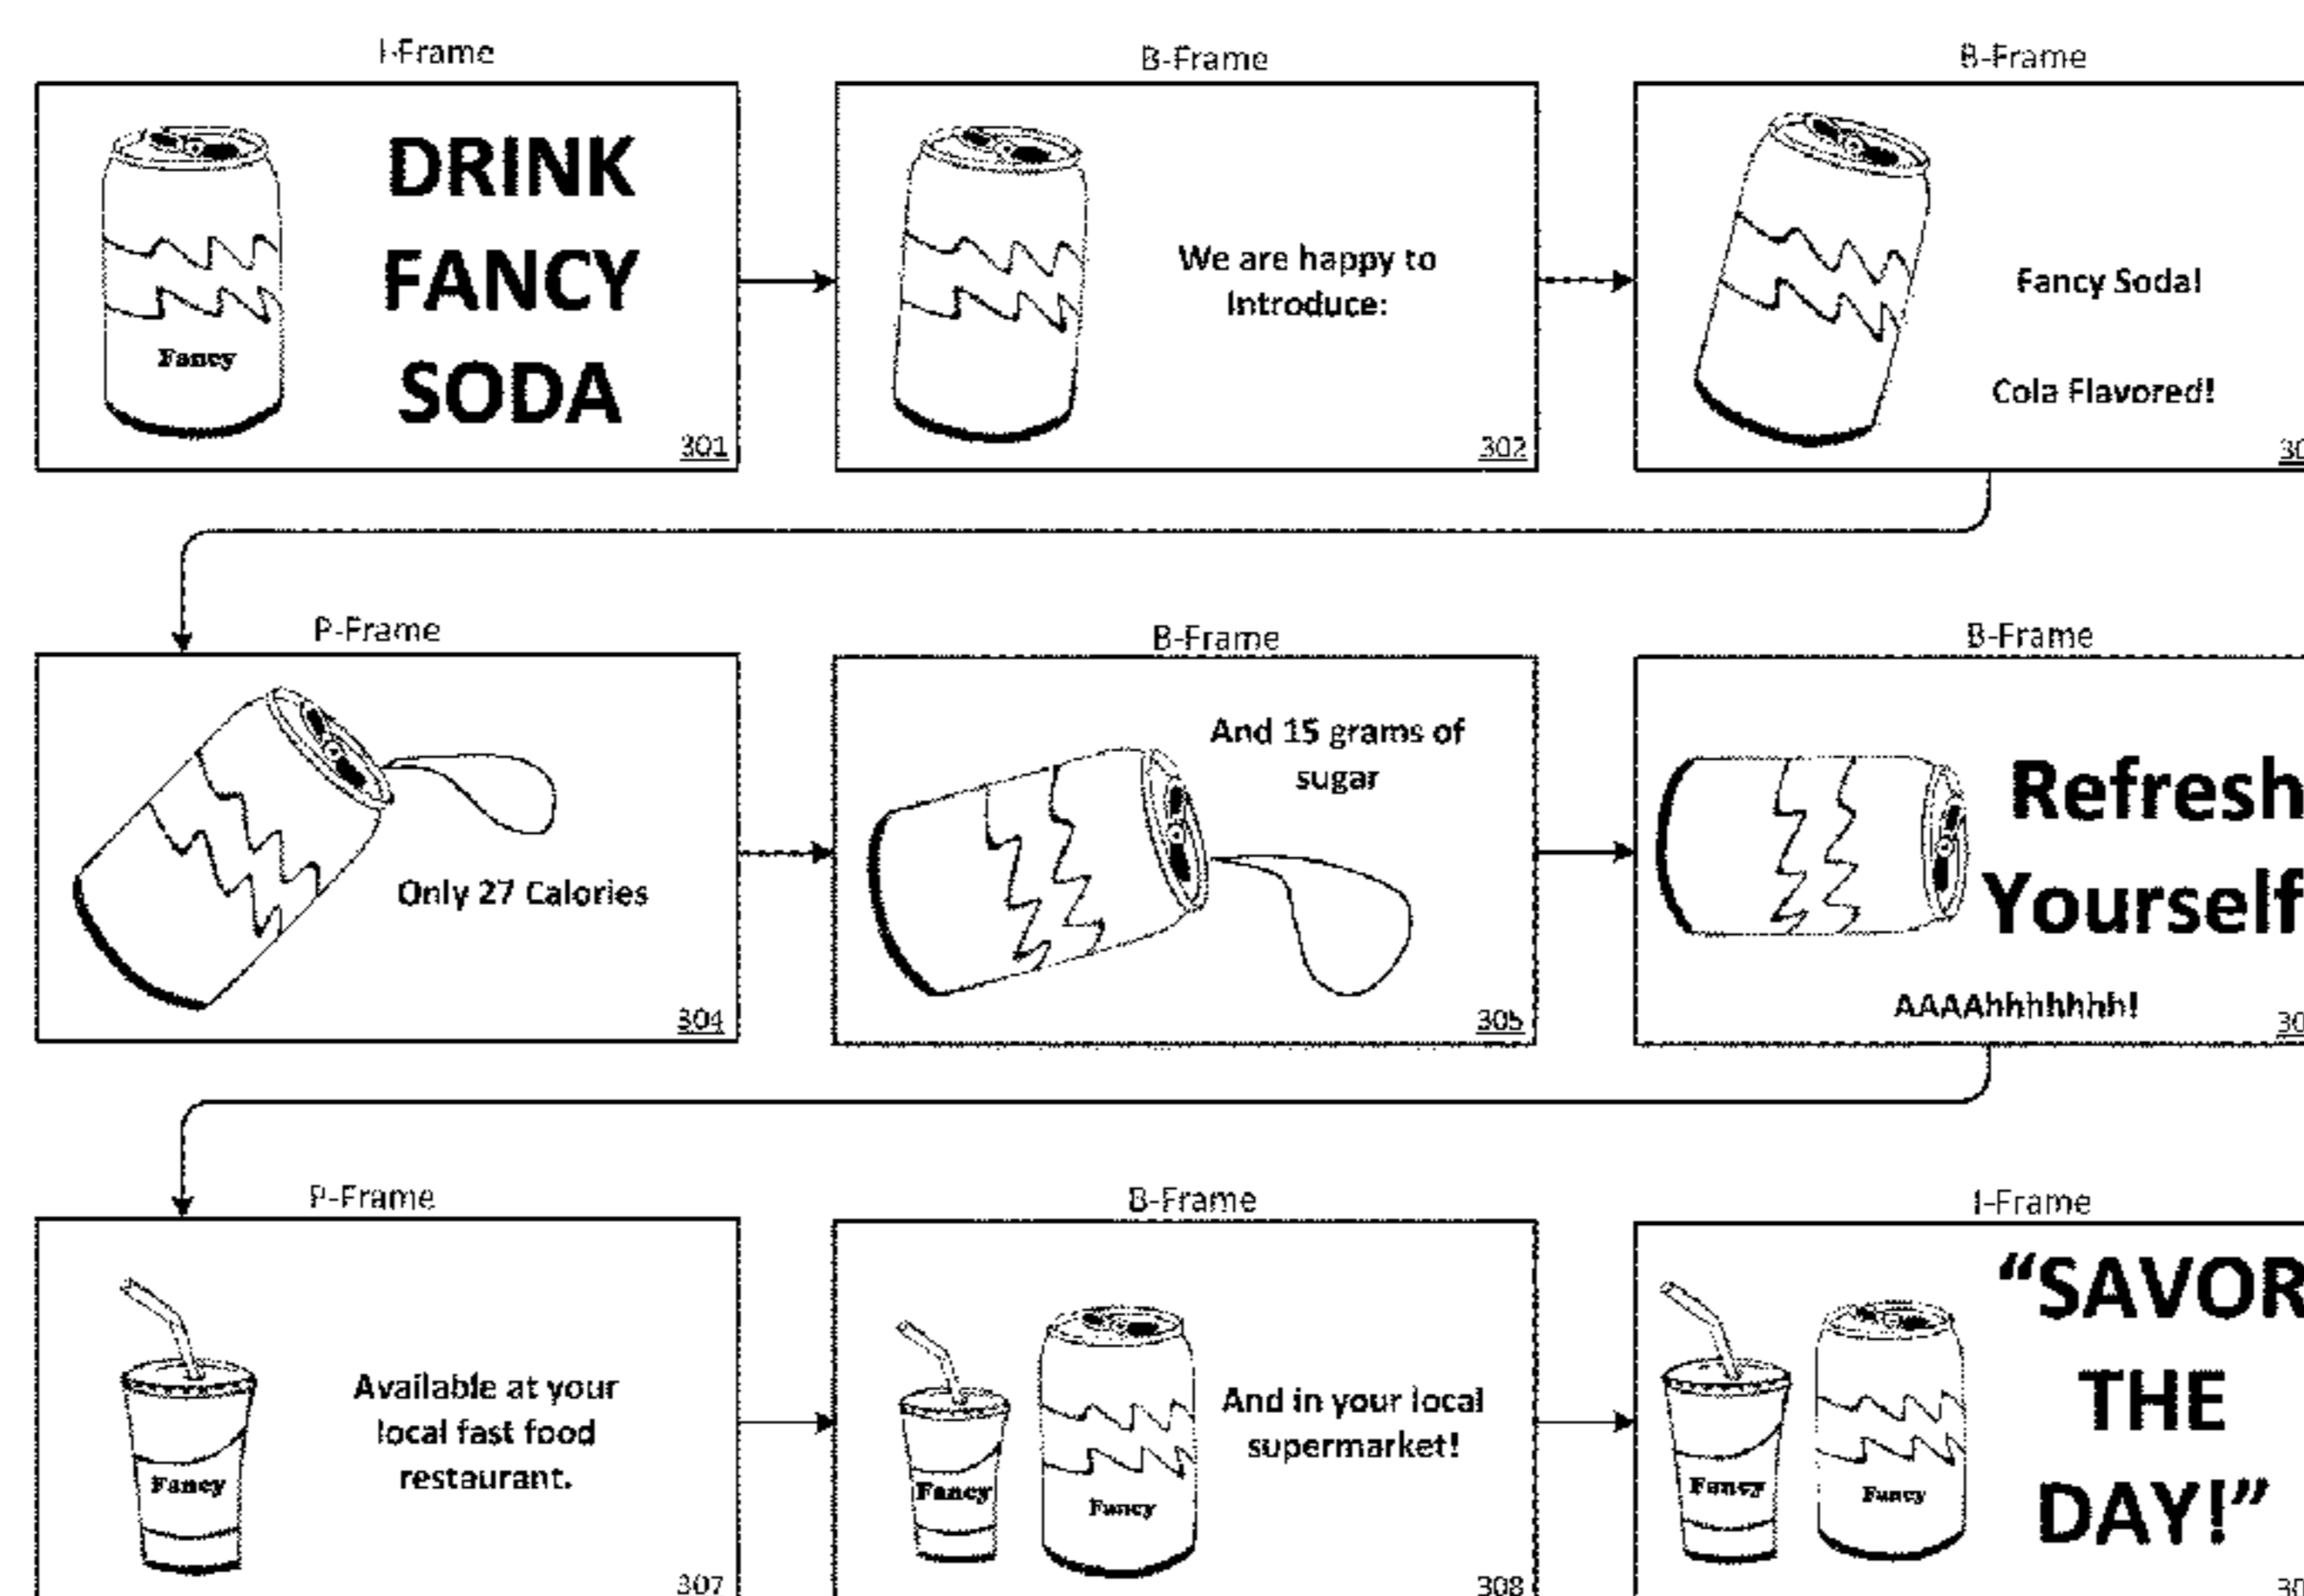 I-Frame
DRINK
FANCY
SODA
Fancy
301
B-Frame
We are happy to
Introduce:
302
B-Frame
Fancy Soda!
Cola Flavored!
30
P-Frame
Only 27 Calories
304
B-Frame
And 15 grams of
sugar
305
B-Frame
Refresh
Yourself
AAAAhhhhhhh!
30
P-Frame
Available at your
local fast food
restaurant.
Fancy
307
B-Frame
And in your local
supermarket!
Fancy
Fancy
308
I-Frame
“SAVOR
THE
DAY!”
Fancy
Fancy
30